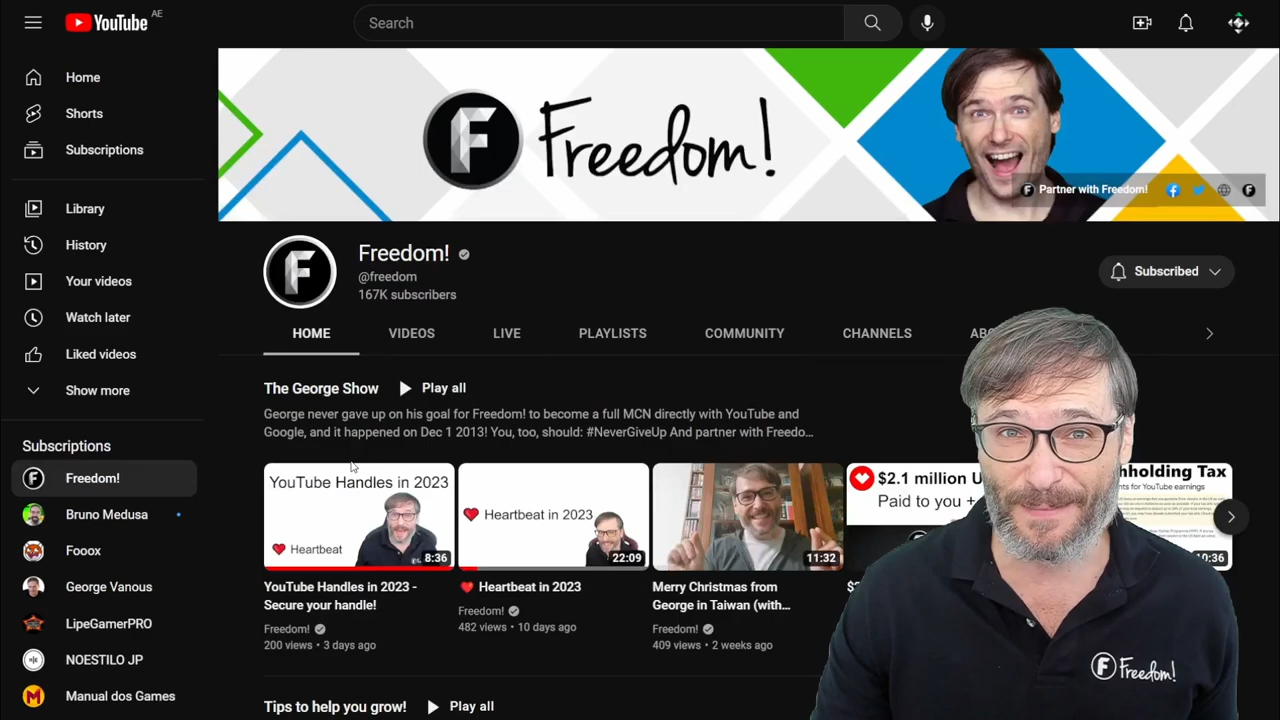 YouTube AE
Search
Home
Shorts
Subscriptions
Library
History
Your videos
Watch later
Liked videos
Show more
Subscriptions
Freedom!
Bruno Medusa
Fooox
George Vanous
LipeGamerPRO
NOESTILO JP
Manual dos Games
F Freedom!
Partner with Freedom!
Freedom!
@freedom
167K subscribers
Subscribed
HOME VIDEOS LIVE PLAYLISTS COMMUNITY CHANNELS
The George Show Play all
George never gave up on his goal for Freedom! to become a full MCN directly with YouTube and
Google, and it happened on Dec 1 2013! You, too, should: #NeverGiveUp And partner with Freedo...
YouTube Handles in 2023
Heartbeat
8:36
YouTube Handles in 2023 -
Secure your handle!
Freedom!
200 views • 3 days ago
Heartbeat in 2023
22:09
Heartbeat in 2023
Freedom!
482 views • 10 days ago
11:32
Merry Christmas from
George in Taiwan (with...
Freedom!
409 views • 2 weeks ago
$2.1 million
Paid to you +
hholding Tax
nts for YouTube earnings
10:36
Tips to help you grow! Play all
F Freedom!